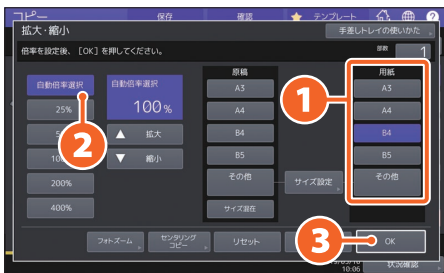 コピー 保存 確認 テンプレート
拡大・縮小 手差しトレイの使いかた
倍率を設定後、［OK］を押してください。 部数 1
自動倍率選択 自動倍率選択 原稿 用紙
100%
25%
A3 A3
A4 A4
拡大 B4 B4
縮小 B5 B5
200% その他 サイズ設定 その他
400% サイズ混在
フォトズーム センタリングコピー リセット OK
10:06 状況確認
1
2
3